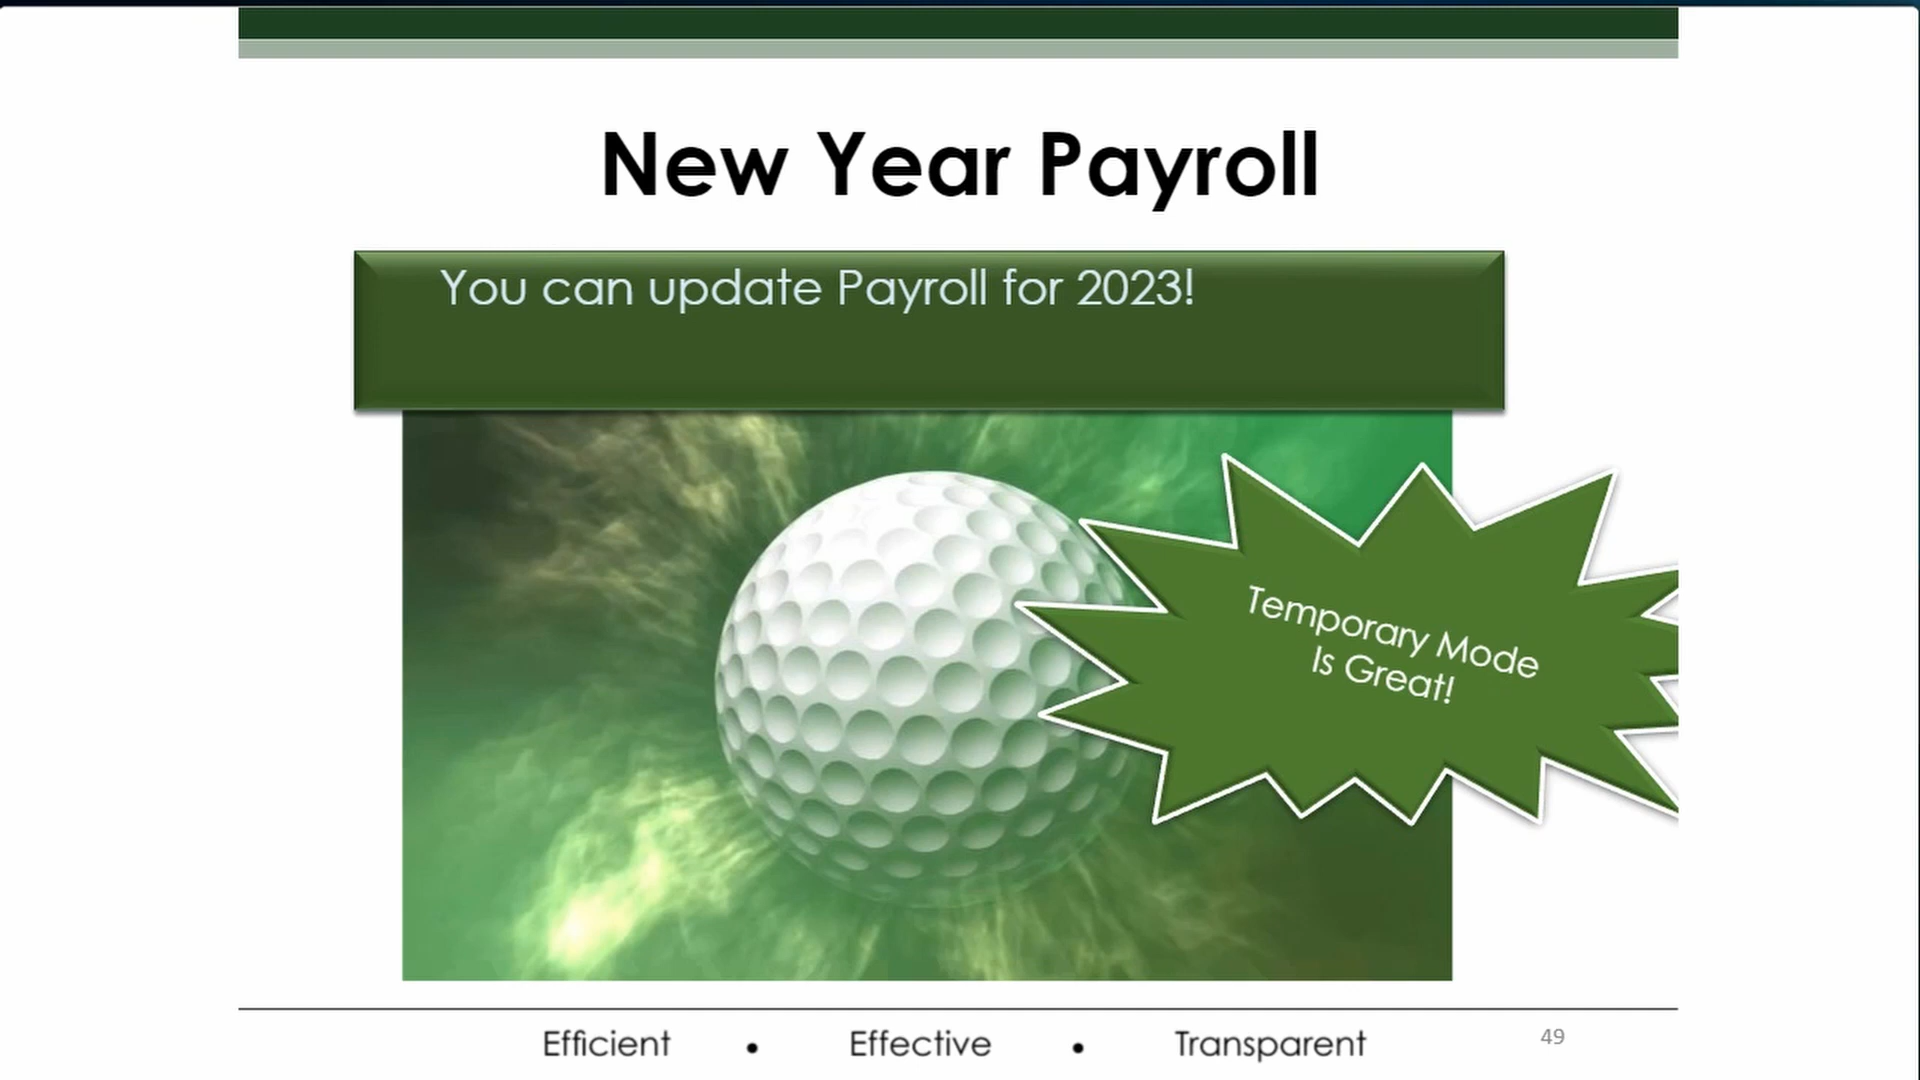 New Year Payroll
You can update Payroll for 2023!
Temporary Mode
Is Great!
Efficient • Effective • Transparent 49